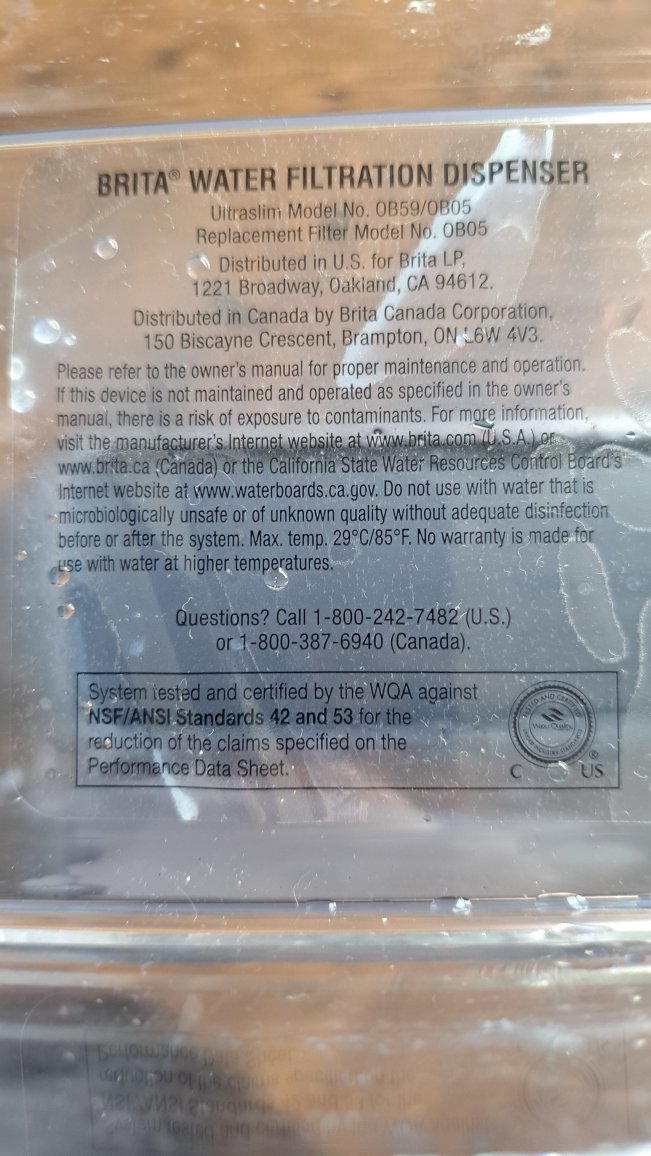 BRITA® WATER FILTRATION DISPENSER
Ultraslim Model No. OB59/OB05
Replacement Filter Model No. OB05
Distributed in U.S. for Brita LP,
1221 Broadway, Oakland, CA 94612.
Distributed in Canada by Brita Canada Corporation,
150 Biscayne Crescent, Brampton, ON L6W 4V3.
Please refer to the owner's manual for proper maintenance and operation.
If this device is not maintained and operated as specified in the owner's
manual, there is a risk of exposure to contaminants. For more information,
visit the manufacturer's Internet website at www.brita.com (U.S.A.) or
www.brita.ca (Canada) or the California State Water Resources Control Board's
Internet website at www.waterboards.ca.gov. Do not use with water that is
microbiologically unsafe or of unknown quality without adequate disinfection
before or after the system. Max. temp. 29°C/85°F. No warranty is made for
use with water at higher temperatures.
Questions? Call 1-800-242-7482 (U.S.)
or 1-800-387-6940 (Canada).
System tested and certified by the WQA against
NSF/ANSI Standards 42 and 53 for the
reduction of the claims specified on the
Performance Data Sheet.
TESTED AND CERTIFIED
Water Quality
UNDER INDUSTRY STANDARDS
®
C US